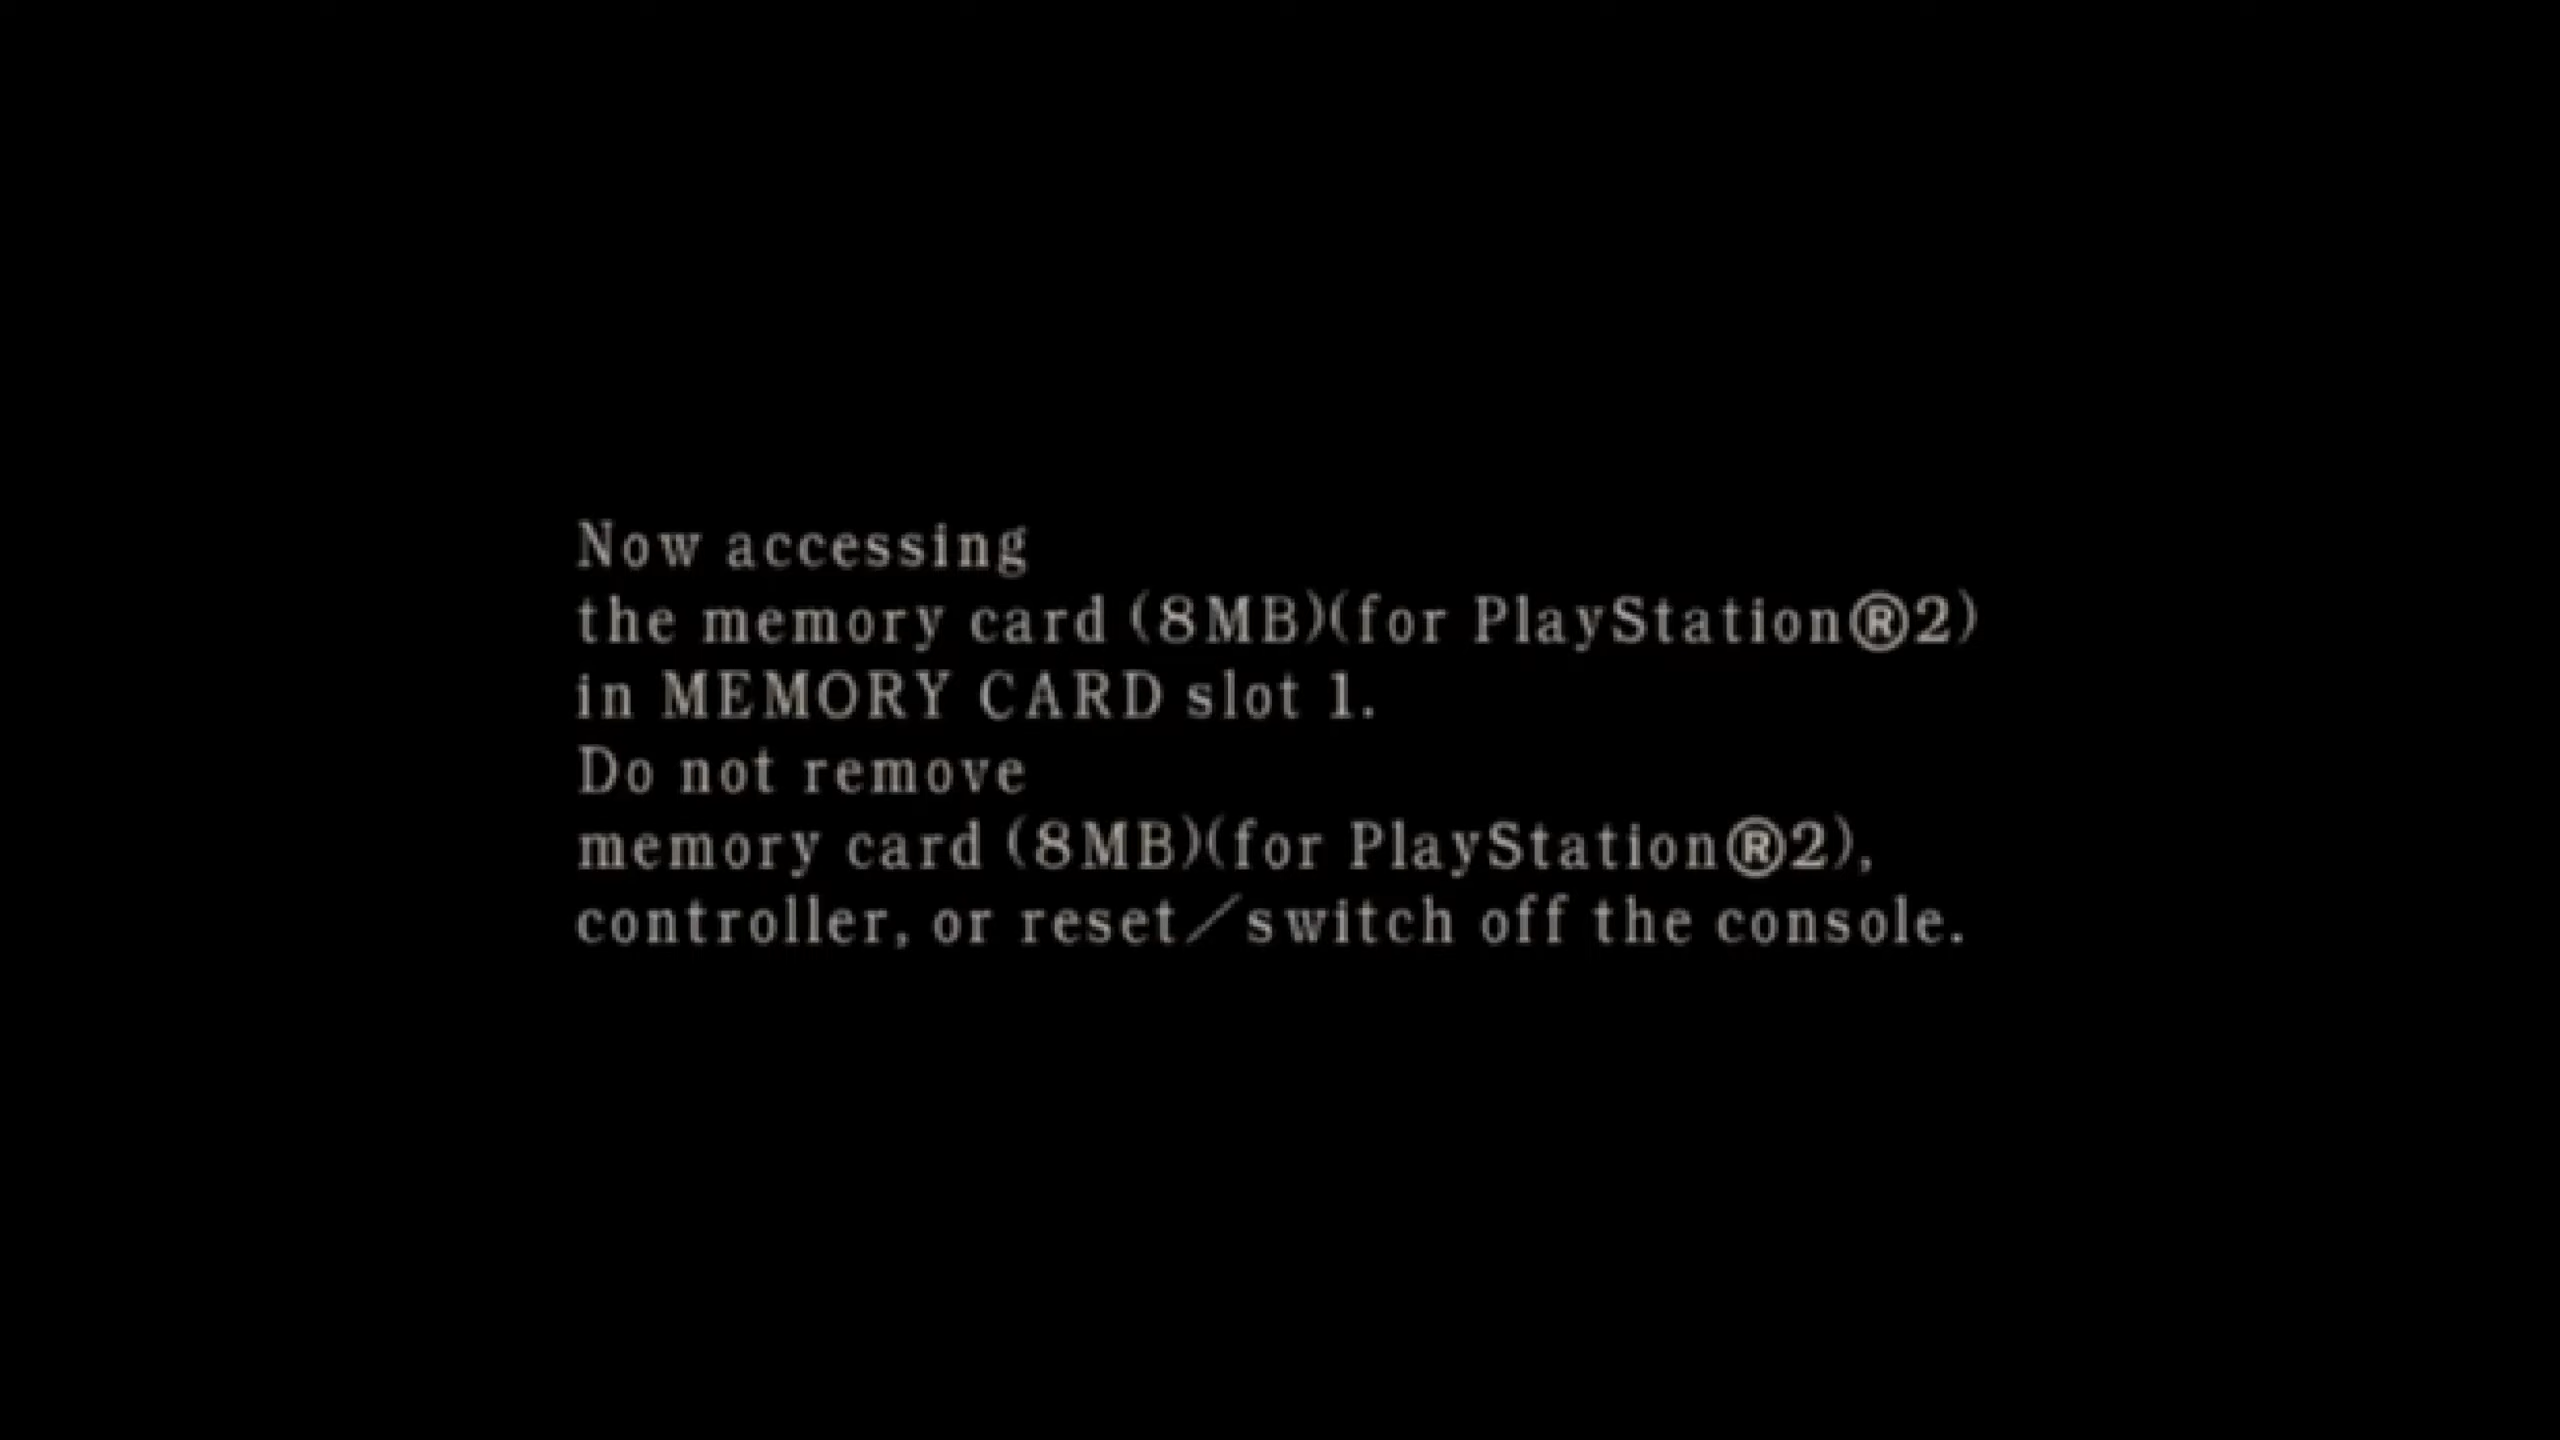 Now accessing
the memory card (8MB)(for PlayStation®2)
in MEMORY CARD slot 1.
Do not remove
memory card (8MB)(for PlayStation®2),
controller, or reset／switch off the console.